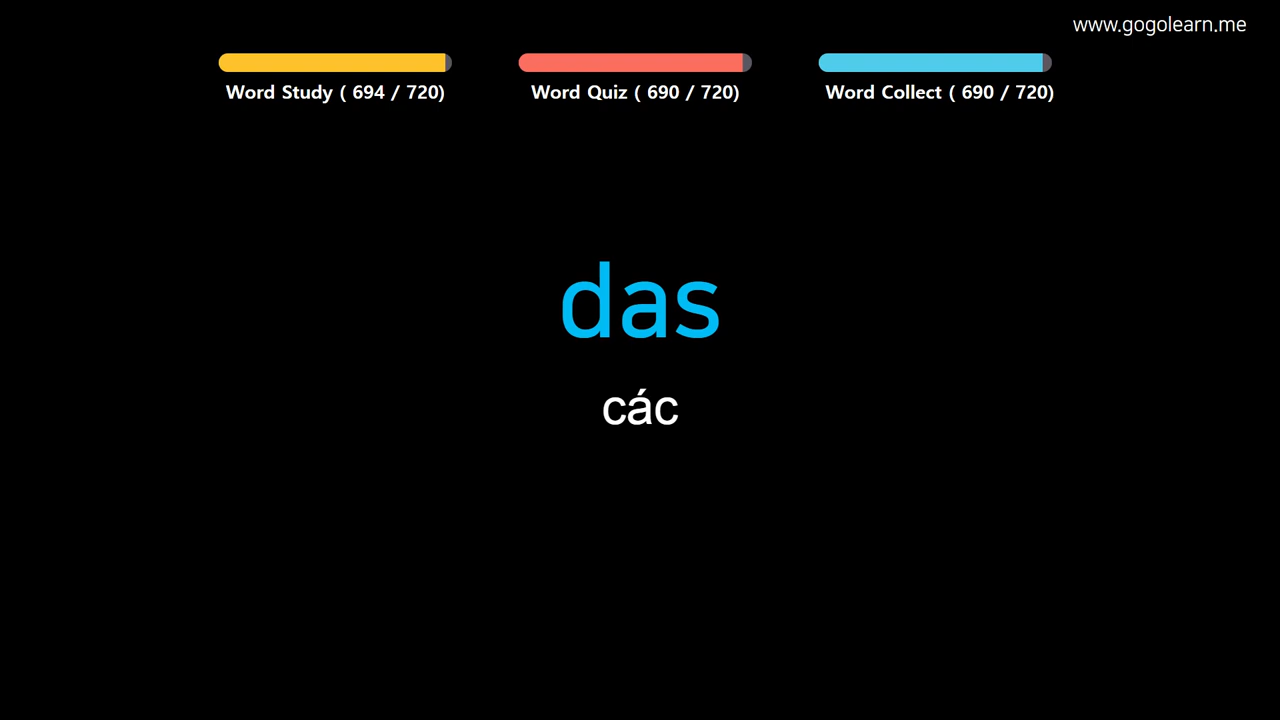 www.gogolearn.me
Word Study ( 694 / 720)
Word Quiz ( 690 / 720)
Word Collect ( 690 / 720)
das
các